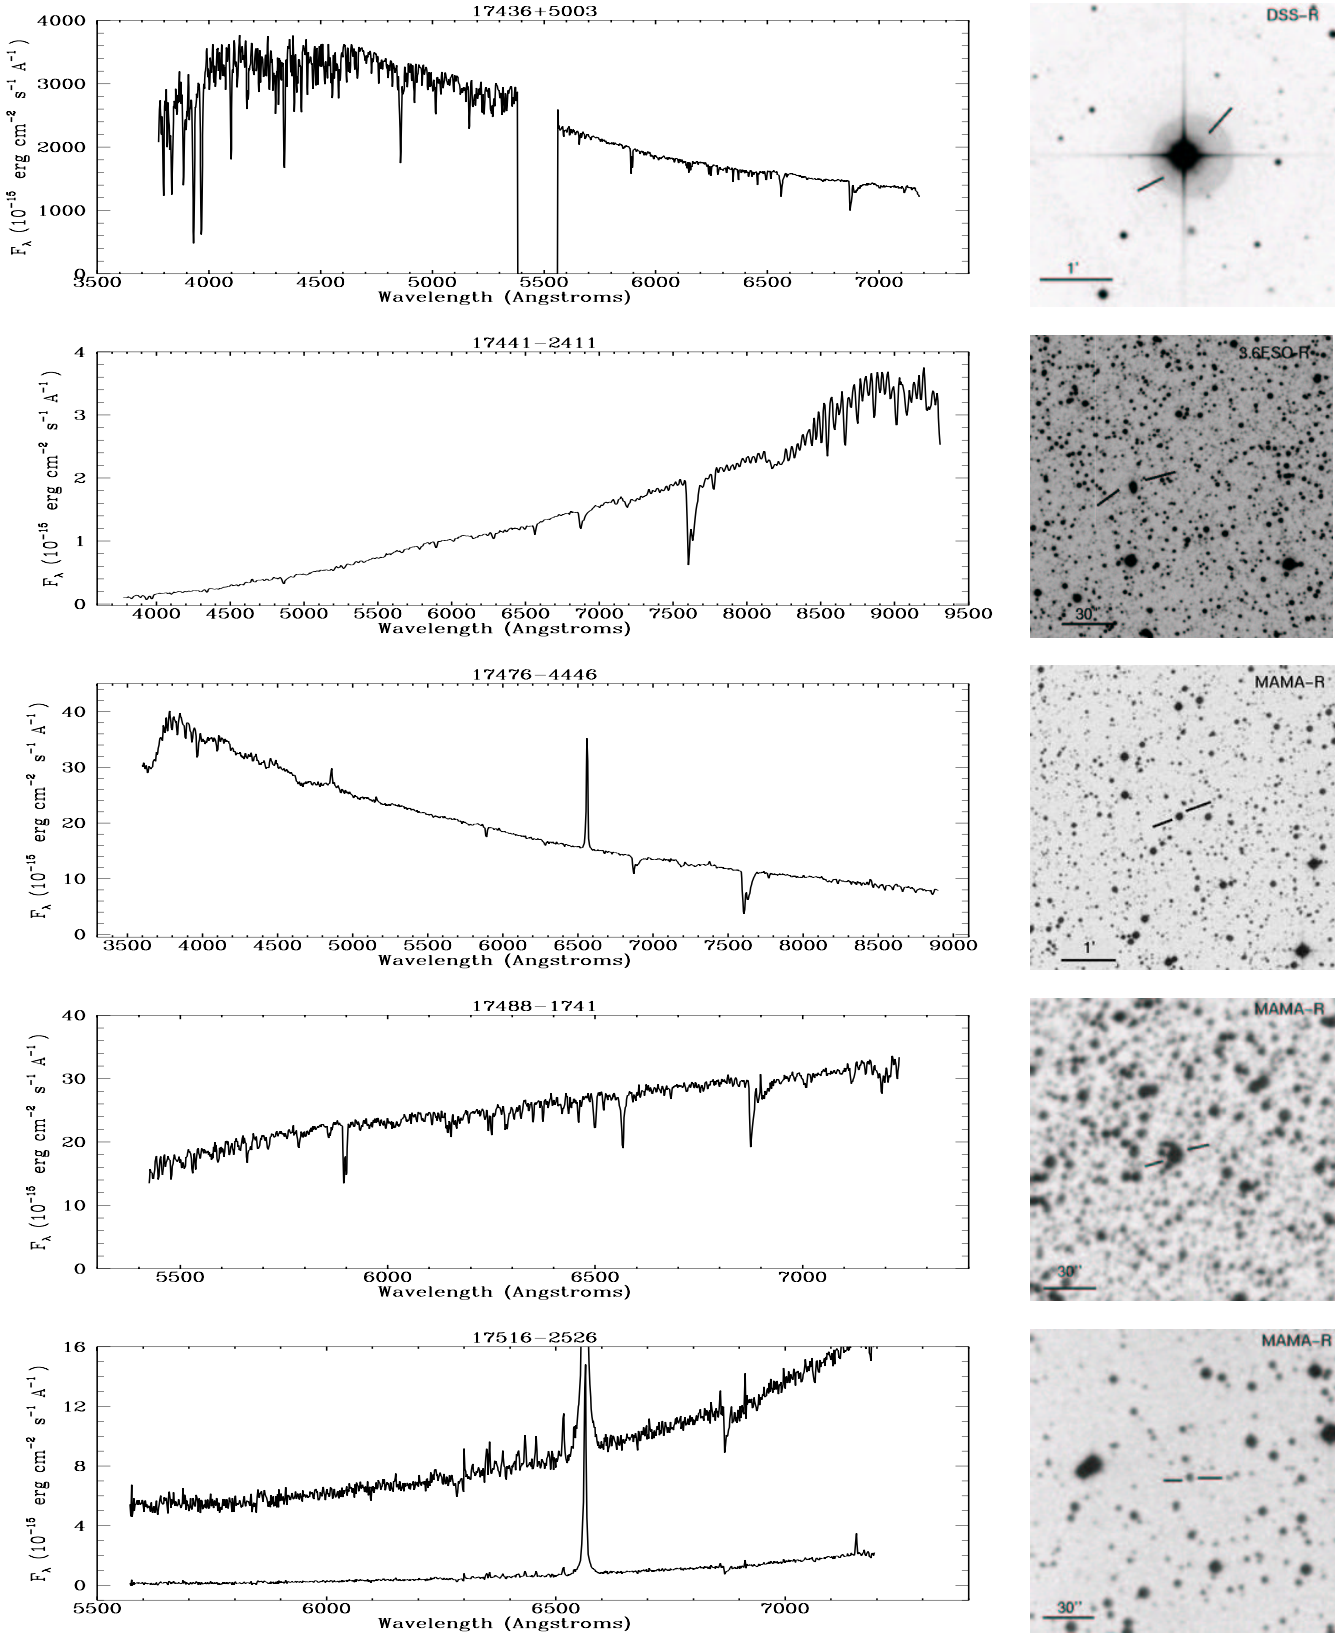 17436+5003
DSS-R
4000
3000
2000
1000
0
F_λ (10⁻¹⁵ erg cm⁻² s⁻¹ A⁻¹)
3500 4000 4500 5000 5500 6000 6500 7000
Wavelength (Angstroms)
1'
17441-2411
3.6ESO-R
4
3
2
1
0
F_λ (10⁻¹⁵ erg cm⁻² s⁻¹ A⁻¹)
4000 5000 6000 7000 7500 8000 8500 9000 9500
Wavelength (Angstroms)
30"
17476-4446
MAMA-R
40
30
20
10
0
F_λ (10⁻¹⁵ erg cm⁻² s⁻¹ A⁻¹)
3500 4000 4500 5000 6000 7000 7500 8000 8500 9000
Wavelength (Angstroms)
1'
17488-1741
MAMA-R
40
30
20
10
0
F_λ (10⁻¹⁵ erg cm⁻² s⁻¹ A⁻¹)
5500 6000 6500 7000
Wavelength (Angstroms)
30''
17516-2526
MAMA-R
16
12
8
4
0
F_λ (10⁻¹⁵ erg cm⁻² s⁻¹ A⁻¹)
5500 6000 6500 7000
Wavelength (Angstroms)
30''